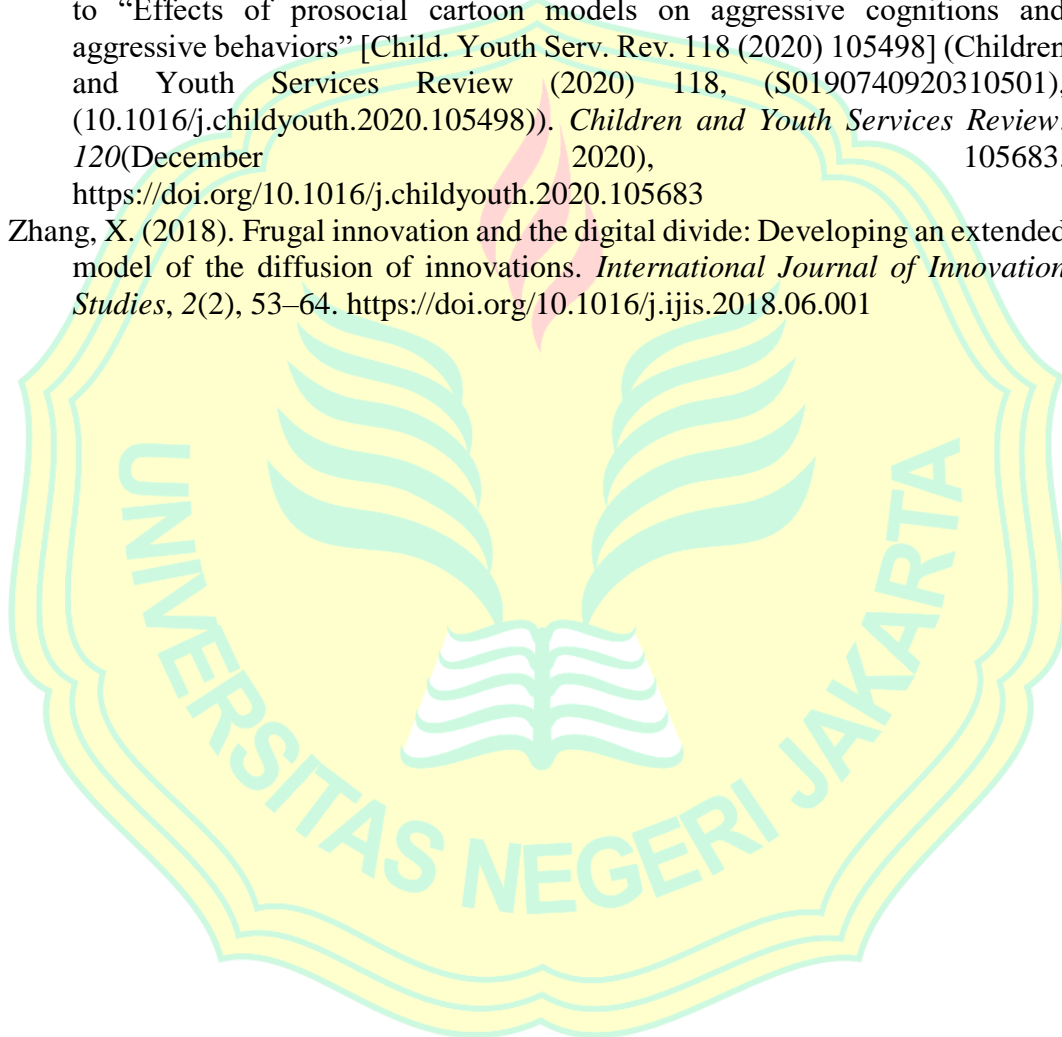 to “Effects of prosocial cartoon models on aggressive cognitions and
aggressive behaviors” [Child. Youth Serv. Rev. 118 (2020) 105498] (Children
and Youth Services Review (2020) 118, (S0190740920310501),
(10.1016/j.childyouth.2020.105498)). Children and Youth Services Review,
120(December 2020), 105683.
https://doi.org/10.1016/j.childyouth.2020.105683
Zhang, X. (2018). Frugal innovation and the digital divide: Developing an extended
model of the diffusion of innovations. International Journal of Innovation
Studies, 2(2), 53–64. https://doi.org/10.1016/j.ijis.2018.06.001
UNIVERSITAS NEGERI JAKARTA